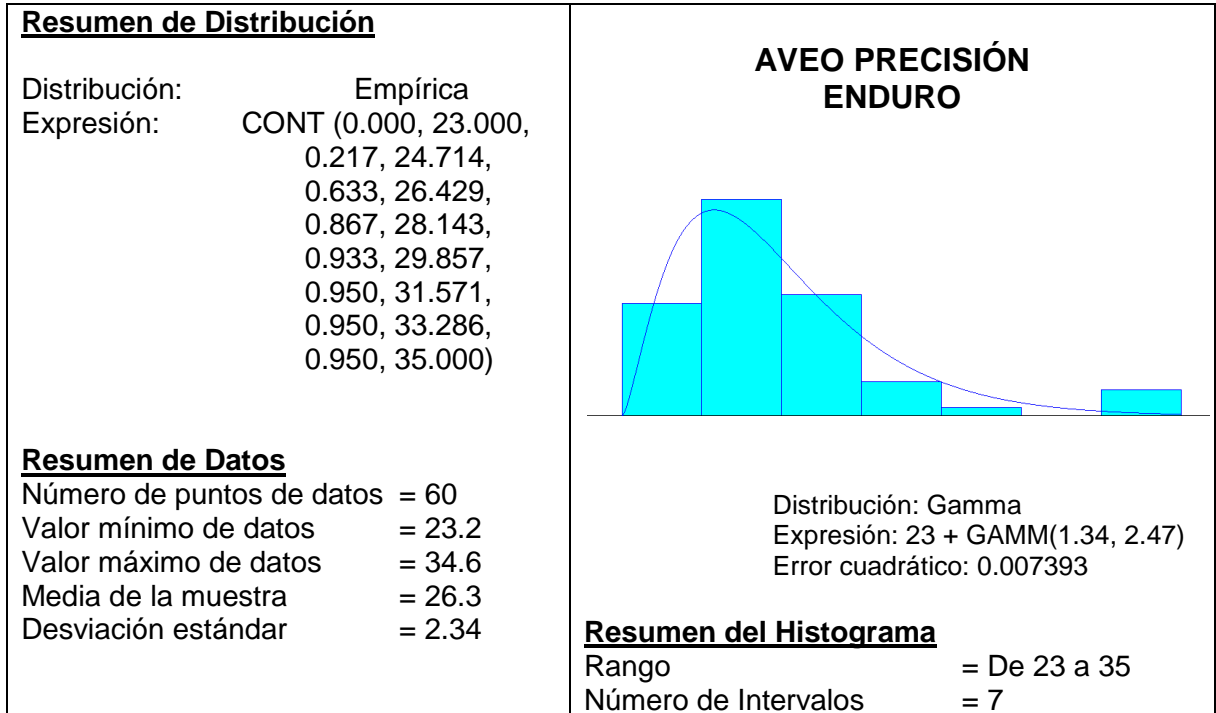 Resumen de Distribución
Distribución: Empírica
Expresión: CONT (0.000, 23.000,
0.217, 24.714,
0.633, 26.429,
0.867, 28.143,
0.933, 29.857,
0.950, 31.571,
0.950, 33.286,
0.950, 35.000)
Resumen de Datos
Número de puntos de datos = 60
Valor mínimo de datos = 23.2
Valor máximo de datos = 34.6
Media de la muestra = 26.3
Desviación estándar = 2.34
AVEO PRECISIÓN
ENDURO
Distribución: Gamma
Expresión: 23 + GAMM(1.34, 2.47)
Error cuadrático: 0.007393
Resumen del Histograma
Rango = De 23 a 35
Número de Intervalos = 7